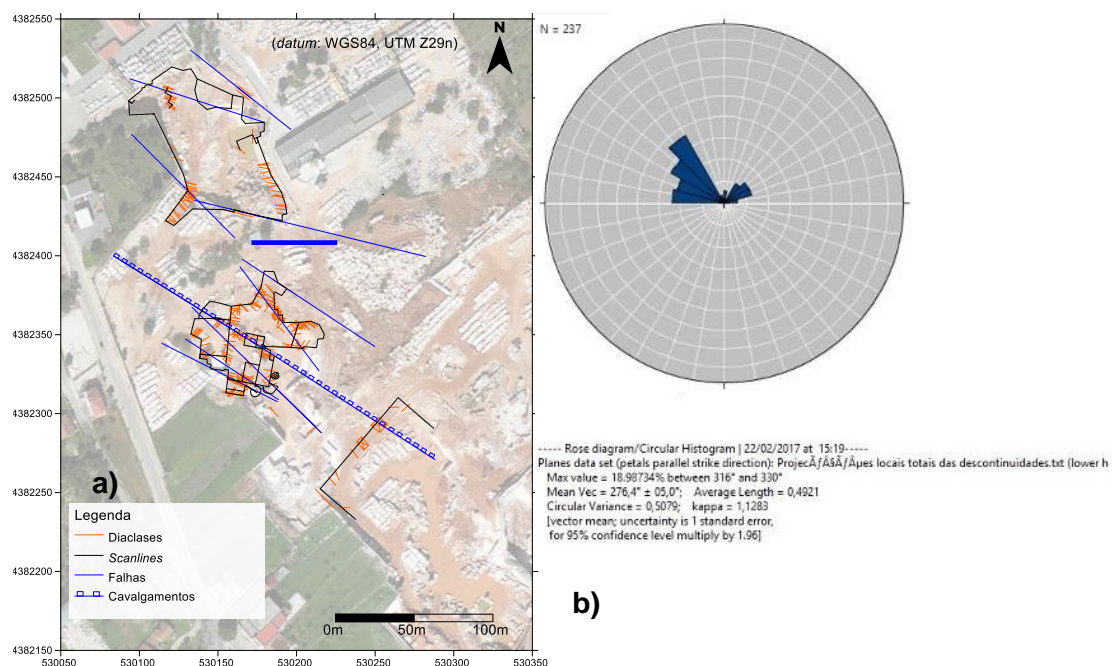 (datum: WGS84, UTM Z29n)
N
4382550
4382500
4382450
4382400
4382350
4382300
4382250
4382200
4382150
530050
530100
530150
530200
530250
530300
530350
a)
Legenda
Diaclases
Scanlines
Falhas
Cavalgamentos
0m
50m
100m
N = 237
----- Rose diagram/Circular Histogram | 22/02/2017 at 15:19-----
Planes data set (petals parallel strike direction): ProjecÃƒÂ§ÃƒÂµes locais totais das descontinuidades.txt (lower h
Max value = 18.98734% between 316° and 330°
Mean Vec = 276,4° ± 05,0°; Average Length = 0,4921
Circular Variance = 0,5079; kappa = 1,1283
[vector mean; uncertainty is 1 standard error,
for 95% confidence level multiply by 1.96]
b)